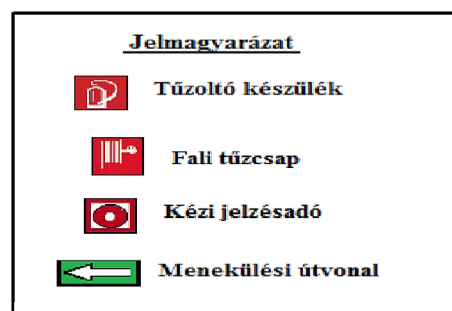 Jelmagyarázat
Tűzoltó készülék
Fali tűzcsap
Kézi jelzésadó
Menekülési útvonal